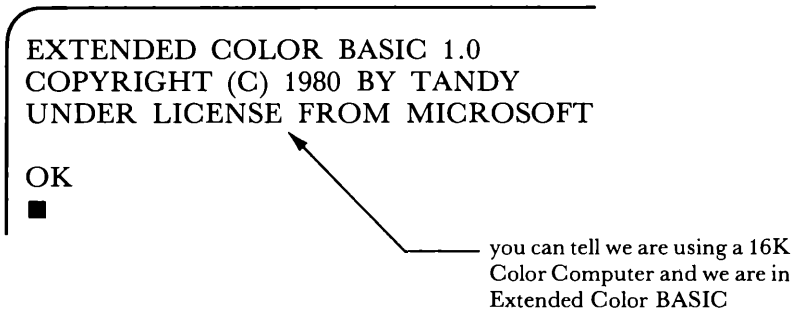 EXTENDED COLOR BASIC 1.0
COPYRIGHT (C) 1980 BY TANDY
UNDER LICENSE FROM MICROSOFT
OK
you can tell we are using a 16K
Color Computer and we are in
Extended Color BASIC